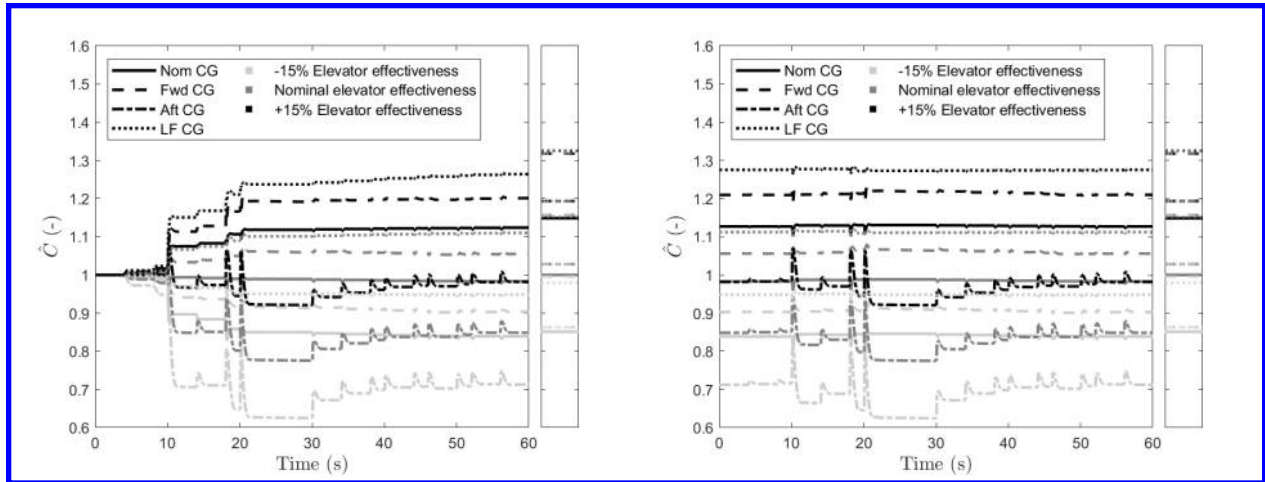 1.6
1.5
1.4
1.3
1.2
1.1
1
0.9
0.8
0.7
0.6
Ĉ (-)
Nom CG
Fwd CG
Aft CG
LF CG
-15% Elevator effectiveness
Nominal elevator effectiveness
+15% Elevator effectiveness
0 10 20 30 40 50 60
Time (s)
1.6
1.5
1.4
1.3
1.2
1.1
1
0.9
0.8
0.7
0.6
Ĉ (-)
Nom CG
Fwd CG
Aft CG
LF CG
-15% Elevator effectiveness
Nominal elevator effectiveness
+15% Elevator effectiveness
0 10 20 30 40 50 60
Time (s)